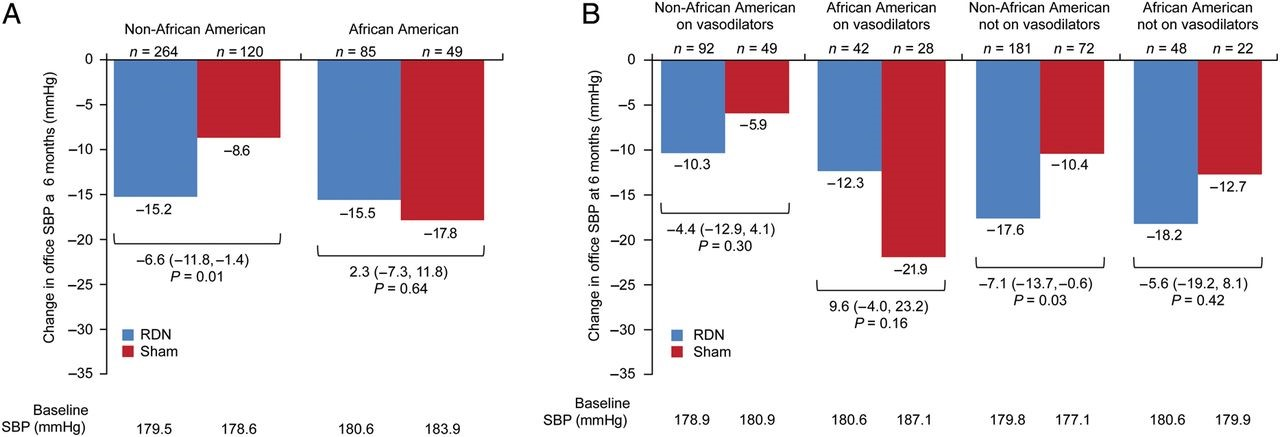 A
Non-African American
African American
n = 264
n = 120
n = 85
n = 49
Change in office SBP a 6 months (mmHg)
0
–5
–10
–15
–20
–25
–30
–35
–15.2
–8.6
–15.5
–17.8
–6.6 (–11.8, –1.4)
P = 0.01
2.3 (–7.3, 11.8)
P = 0.64
RDN
Sham
Baseline
SBP (mmHg)
179.5
178.6
180.6
183.9
B
Non-African American
on vasodilators
African American
on vasodilators
Non-African American
not on vasodilators
African American
not on vasodilators
n = 92
n = 49
n = 42
n = 28
n = 181
n = 72
n = 48
n = 22
Change in office SBP at 6 months (mmHg)
0
–5
–10
–15
–20
–25
–30
–35
–10.3
–5.9
–12.3
–21.9
–17.6
–10.4
–18.2
–12.7
–4.4 (–12.9, 4.1)
P = 0.30
9.6 (–4.0, 23.2)
P = 0.16
–7.1 (–13.7, –0.6)
P = 0.03
–5.6 (–19.2, 8.1)
P = 0.42
RDN
Sham
Baseline
SBP (mmHg)
178.9
180.9
180.6
187.1
179.8
177.1
180.6
179.9